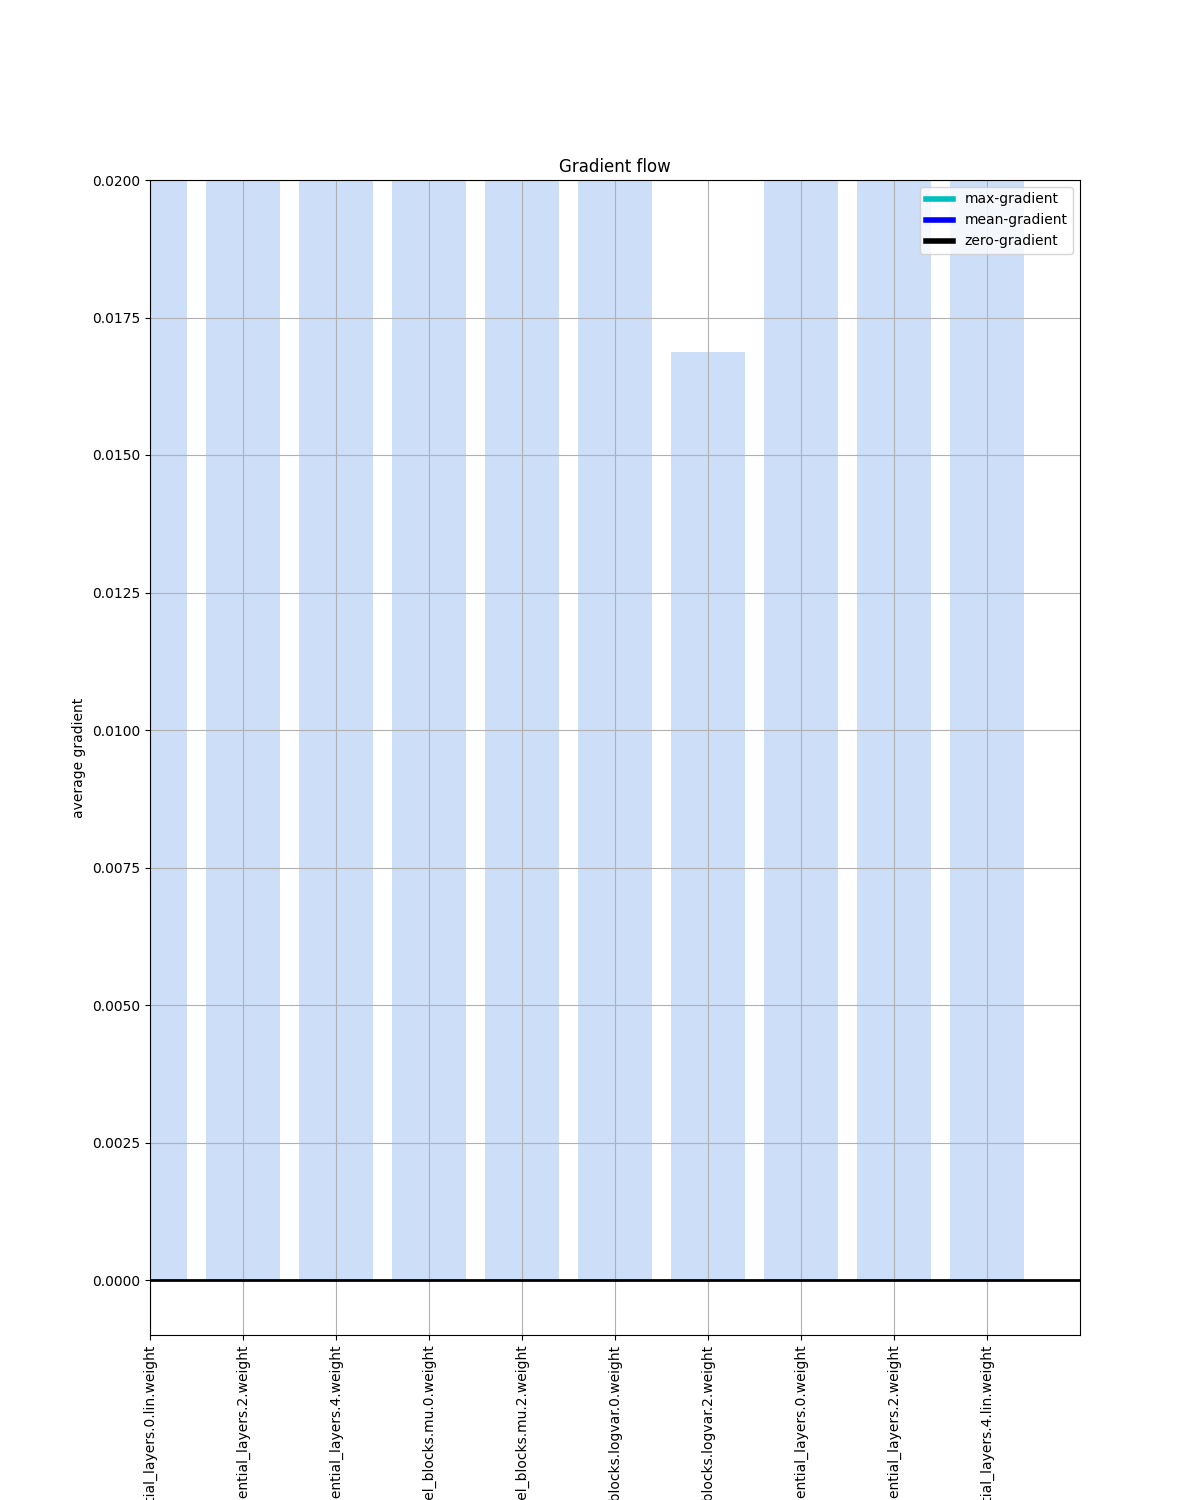 Gradient flow
max-gradient
mean-gradient
zero-gradient
0.0200
0.0175
0.0150
0.0125
0.0100
0.0075
0.0050
0.0025
0.0000
average gradient
tial_layers.0.lin.weight
ential_layers.2.weight
ential_layers.4.weight
el_blocks.mu.0.weight
el_blocks.mu.2.weight
blocks.logvar.0.weight
blocks.logvar.2.weight
ential_layers.0.weight
ential_layers.2.weight
tial_layers.4.lin.weight